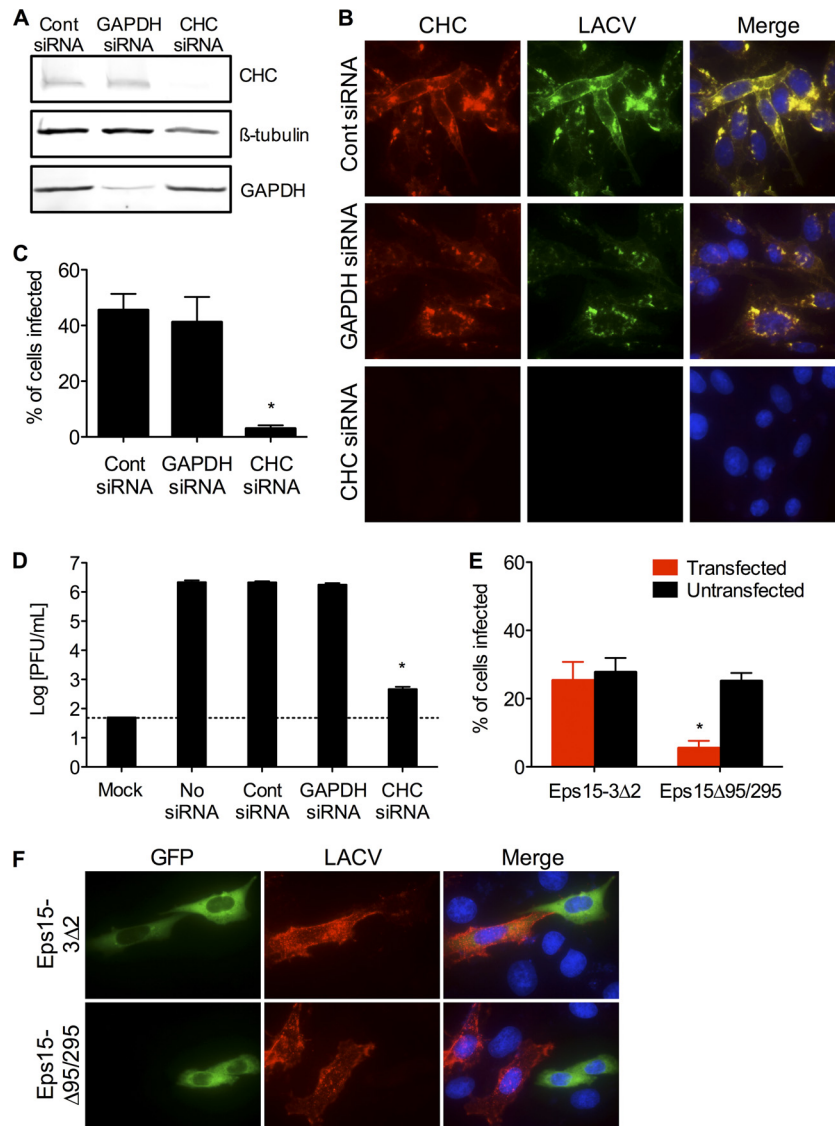 A
Cont siRNA
GAPDH siRNA
CHC siRNA
CHC
ß-tubulin
GAPDH
B
CHC
LACV
Merge
Cont siRNA
GAPDH siRNA
CHC siRNA
C
% of cells infected
60
40
20
0
*
Cont siRNA
GAPDH siRNA
CHC siRNA
D
Log [PFU/mL]
7
6
5
4
3
2
1
0
*
Mock
No siRNA
Cont siRNA
GAPDH siRNA
CHC siRNA
E
% of cells infected
60
40
20
0
Transfected
Untransfected
*
Eps15-3Δ2
Eps15Δ95/295
F
GFP
LACV
Merge
Eps15-
3Δ2
Eps15-
Δ95/295